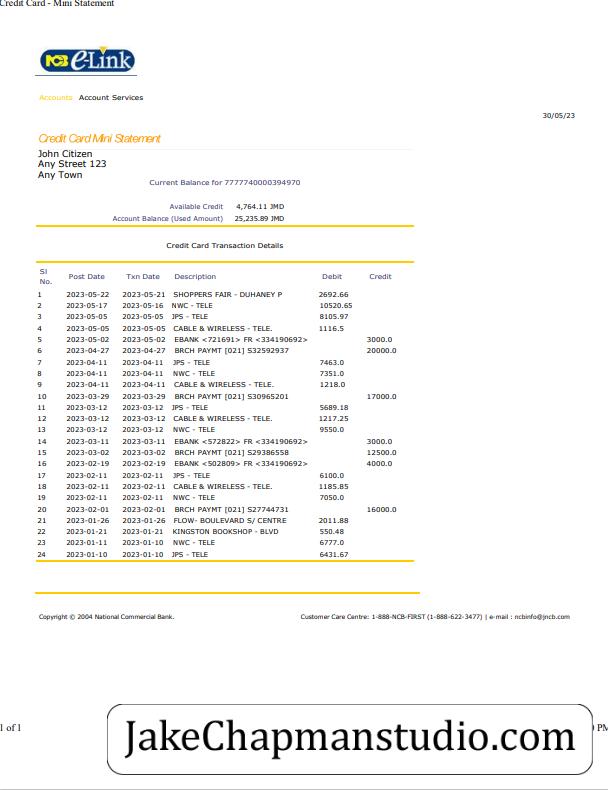 Credit Card - Mini Statement
NCB e-Link
Accounts Account Services
30/05/23
Credit Card Mini Statement
John Citizen
Any Street 123
Any Town
Current Balance for 7777740000394970
Available Credit 4,764.11 JMD
Account Balance (Used Amount) 25,235.89 JMD
Credit Card Transaction Details
Sl No. Post Date Txn Date Description Debit Credit
1 2023-05-22 2023-05-21 SHOPPERS FAIR - DUHANEY P 2692.66
2 2023-05-17 2023-05-16 NWC - TELE 10520.65
3 2023-05-05 2023-05-05 JPS - TELE 8105.97
4 2023-05-05 2023-05-05 CABLE & WIRELESS - TELE. 1116.5
5 2023-05-02 2023-05-02 EBANK <721691> FR <334190692> 3000.0
6 2023-04-27 2023-04-27 BRCH PAYMT [021] S32592937 20000.0
7 2023-04-11 2023-04-11 JPS - TELE 7463.0
8 2023-04-11 2023-04-11 NWC - TELE 7351.0
9 2023-04-11 2023-04-11 CABLE & WIRELESS - TELE. 1218.0
10 2023-03-29 2023-03-29 BRCH PAYMT [021] S30965201 17000.0
11 2023-03-12 2023-03-12 JPS - TELE 5689.18
12 2023-03-12 2023-03-12 CABLE & WIRELESS - TELE. 1217.25
13 2023-03-12 2023-03-12 NWC - TELE 9550.0
14 2023-03-11 2023-03-11 EBANK <572822> FR <334190692> 3000.0
15 2023-03-02 2023-03-02 BRCH PAYMT [021] S29386558 12500.0
16 2023-02-19 2023-02-19 EBANK <502809> FR <334190692> 4000.0
17 2023-02-11 2023-02-11 JPS - TELE 6100.0
18 2023-02-11 2023-02-11 CABLE & WIRELESS - TELE. 1185.85
19 2023-02-11 2023-02-11 NWC - TELE 7050.0
20 2023-02-01 2023-02-01 BRCH PAYMT [021] S27744731 16000.0
21 2023-01-26 2023-01-26 FLOW- BOULEVARD S/ CENTRE 2011.88
22 2023-01-21 2023-01-21 KINGSTON BOOKSHOP - BLVD 550.48
23 2023-01-11 2023-01-10 NWC - TELE 6777.0
24 2023-01-10 2023-01-10 JPS - TELE 6431.67
Copyright © 2004 National Commercial Bank. Customer Care Centre: 1-888-NCB-FIRST (1-888-622-3477) | e-mail : ncbinfo@jncb.com
1 of 1 PM
JakeChapmanstudio.com